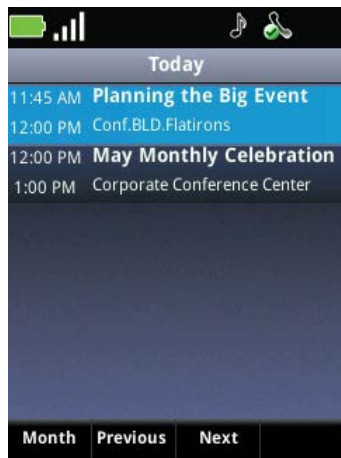 Today
11:45 AM Planning the Big Event
12:00 PM Conf.BLD.Flatirons
12:00 PM May Monthly Celebration
1:00 PM Corporate Conference Center
Month Previous Next